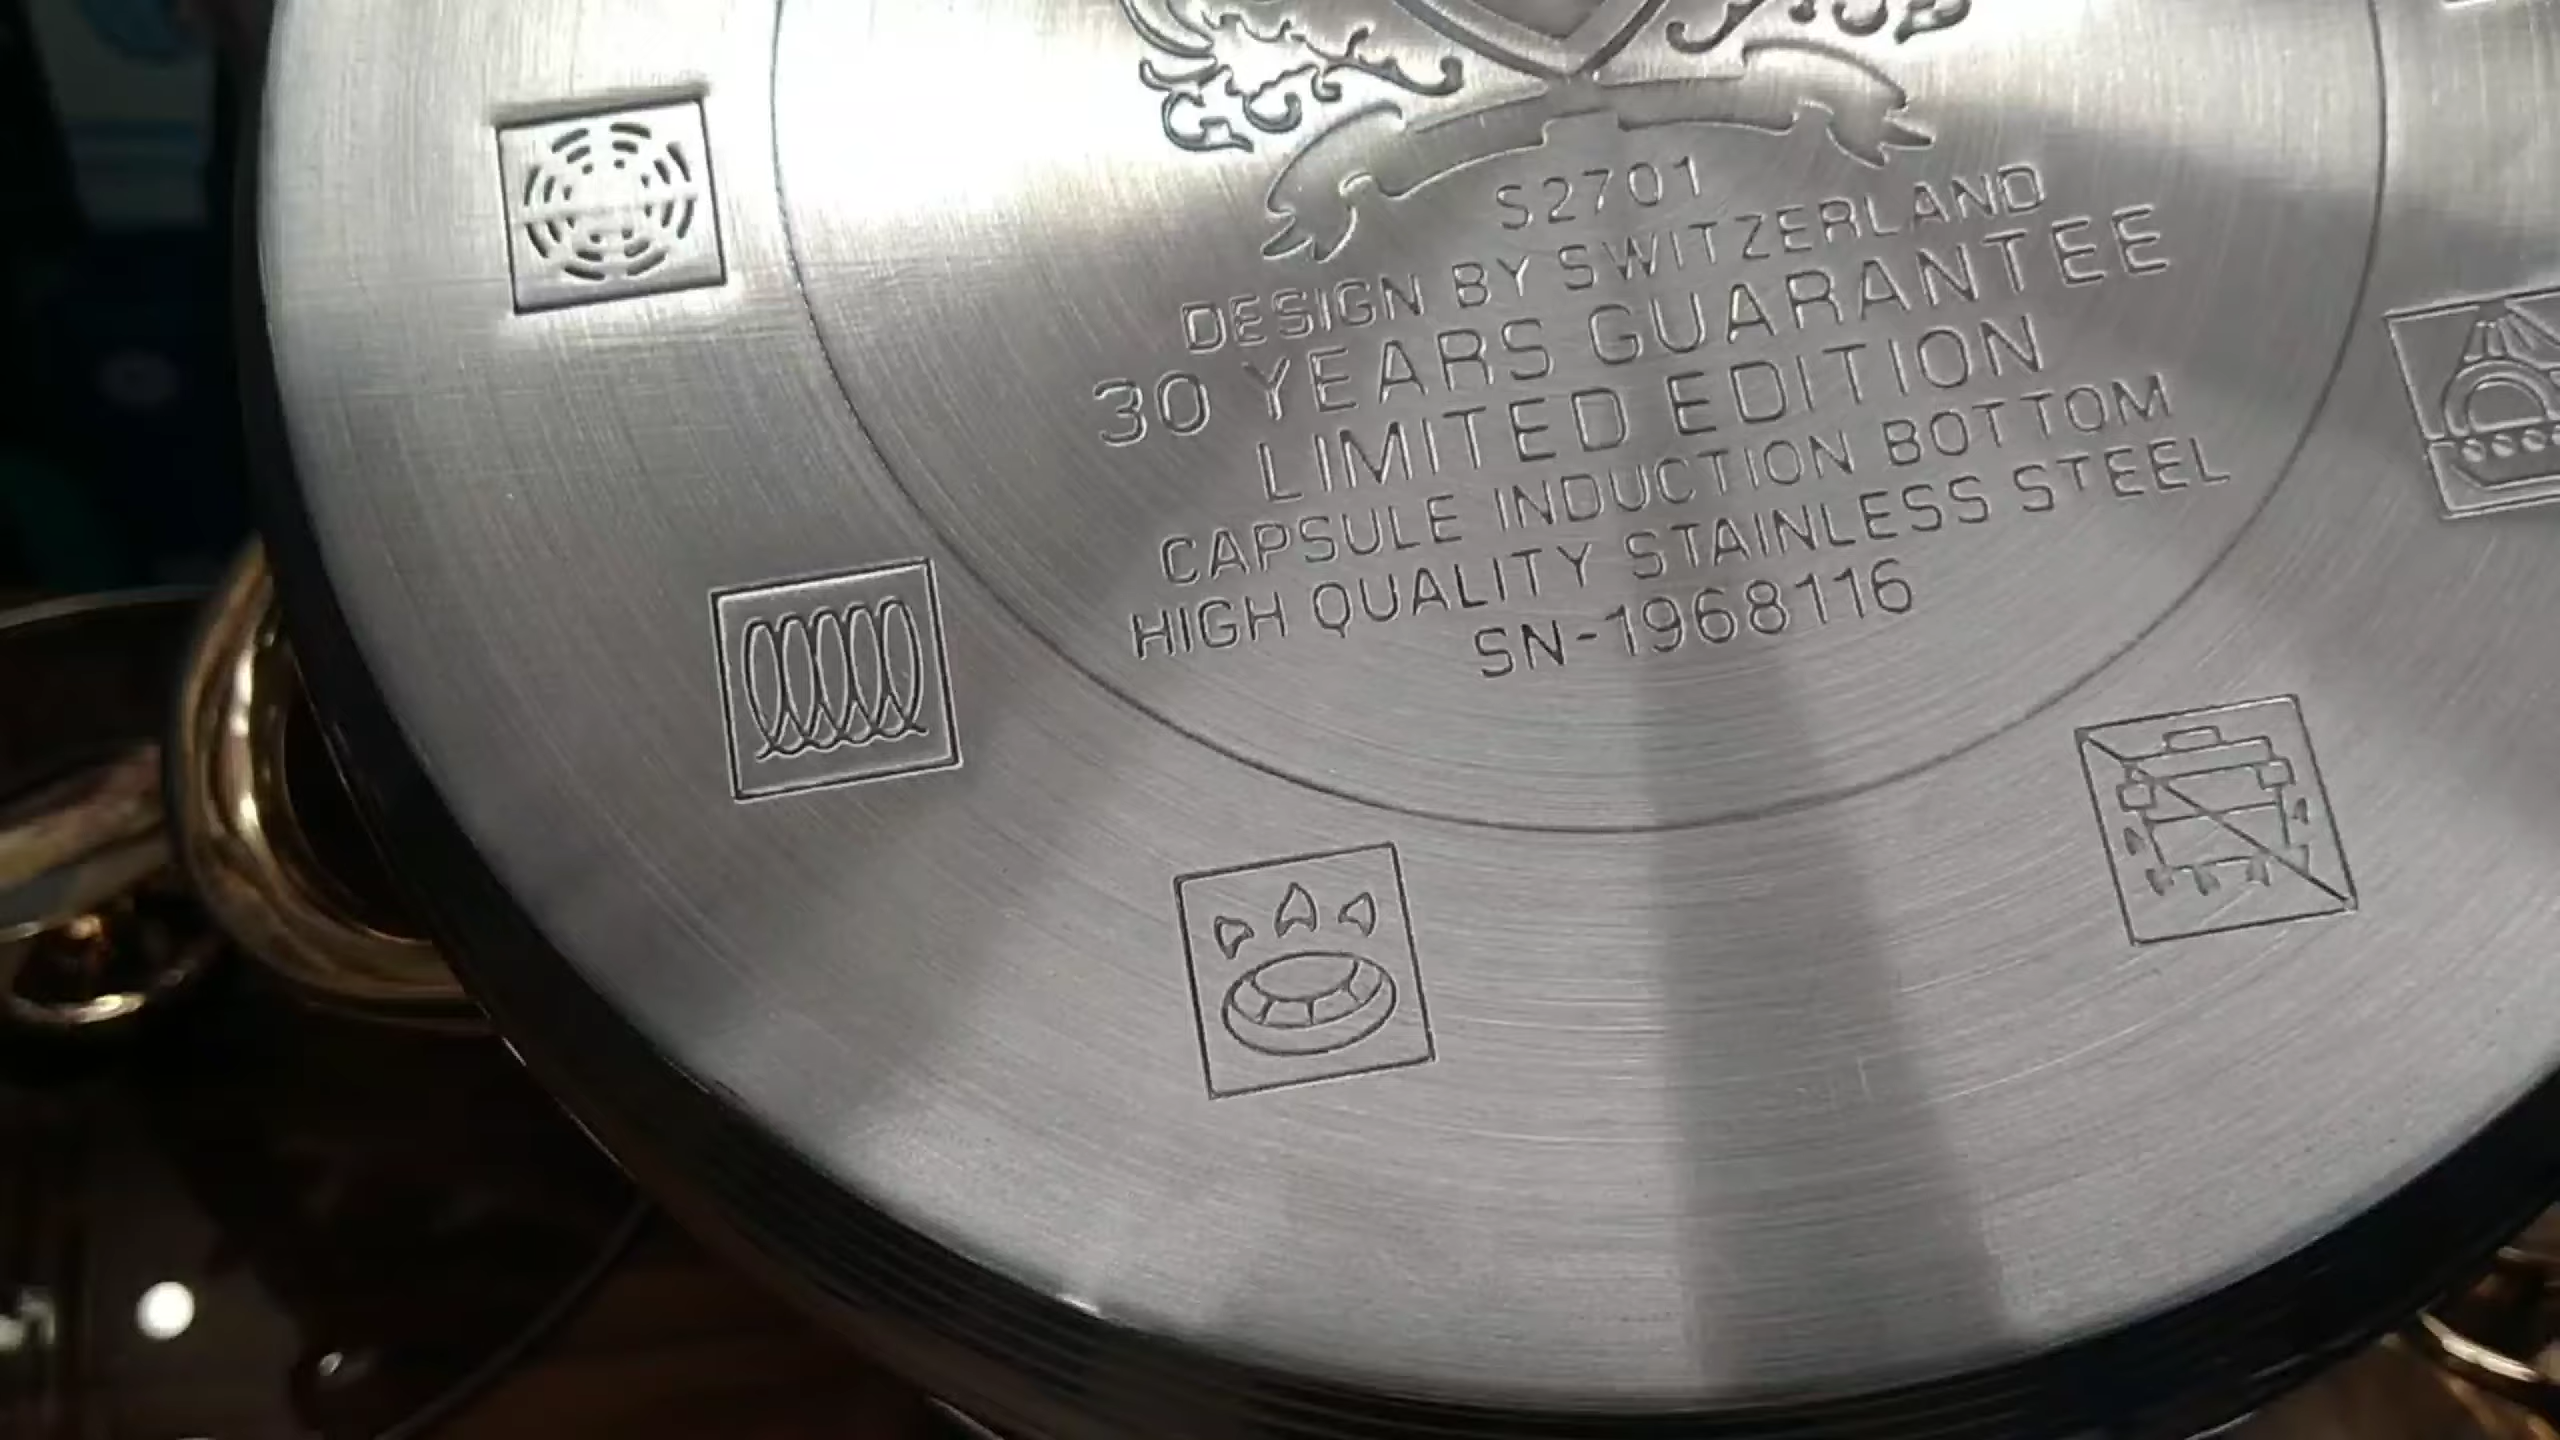 S2701
DESIGN BY SWITZERLAND
30 YEARS GUARANTEE
LIMITED EDITION
CAPSULE INDUCTION BOTTOM
HIGH QUALITY STAINLESS STEEL
SN-1968116